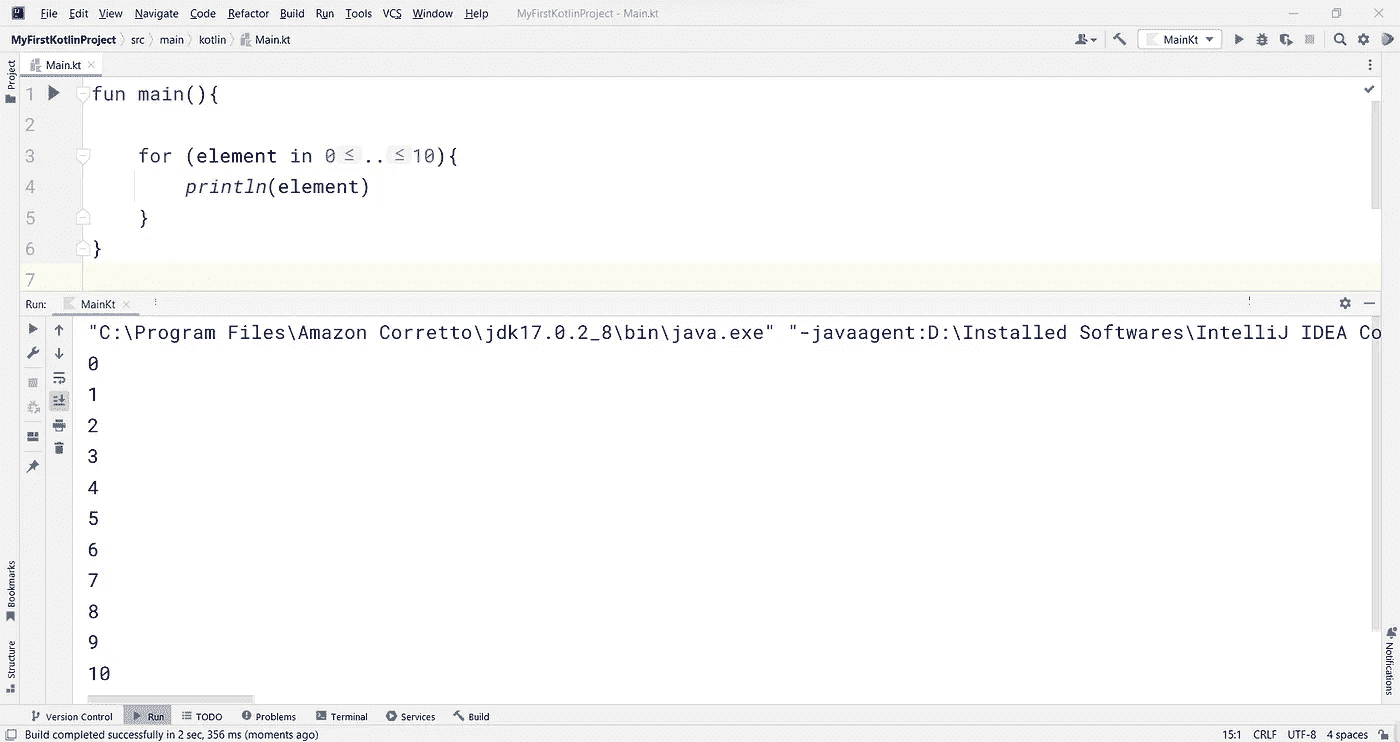 File Edit View Navigate Code Refactor Build Run Tools VCS Window Help MyFirstKotlinProject - Main.kt
MyFirstKotlinProject src main kotlin Main.kt MainKt
Project
Main.kt
1 fun main(){
2
3 for (element in 0 ≤ .. ≤ 10){
4 println(element)
5 }
6 }
7
Run: MainKt
"C:\Program Files\Amazon Corretto\jdk17.0.2_8\bin\java.exe" "-javaagent:D:\Installed Softwares\IntelliJ IDEA Co
0
1
2
3
4
5
6
7
8
9
10
Bookmarks
Structure
Notifications
Version Control Run TODO Problems Terminal Services Build
Build completed successfully in 2 sec, 356 ms (moments ago) 15:1 CRLF UTF-8 4 spaces